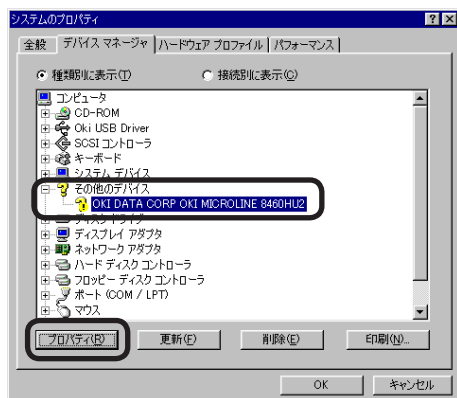 システムのプロパティ
全般 デバイス マネージャ ハードウェア プロファイル パフォーマンス
種類別に表示(T) 接続別に表示(C)
コンピュータ
CD-ROM
Oki USB Driver
SCSI コントローラ
キーボード
システム デバイス
その他のデバイス
OKI DATA CORP OKI MICROLINE 8460HU2
ディスク ドライブ
ディスプレイ アダプタ
ネットワーク アダプタ
ハード ディスク コントローラ
フロッピー ディスク コントローラ
ポート (COM / LPT)
マウス
プロパティ(R) 更新(F) 削除(E) 印刷(N)...
OK キャンセル